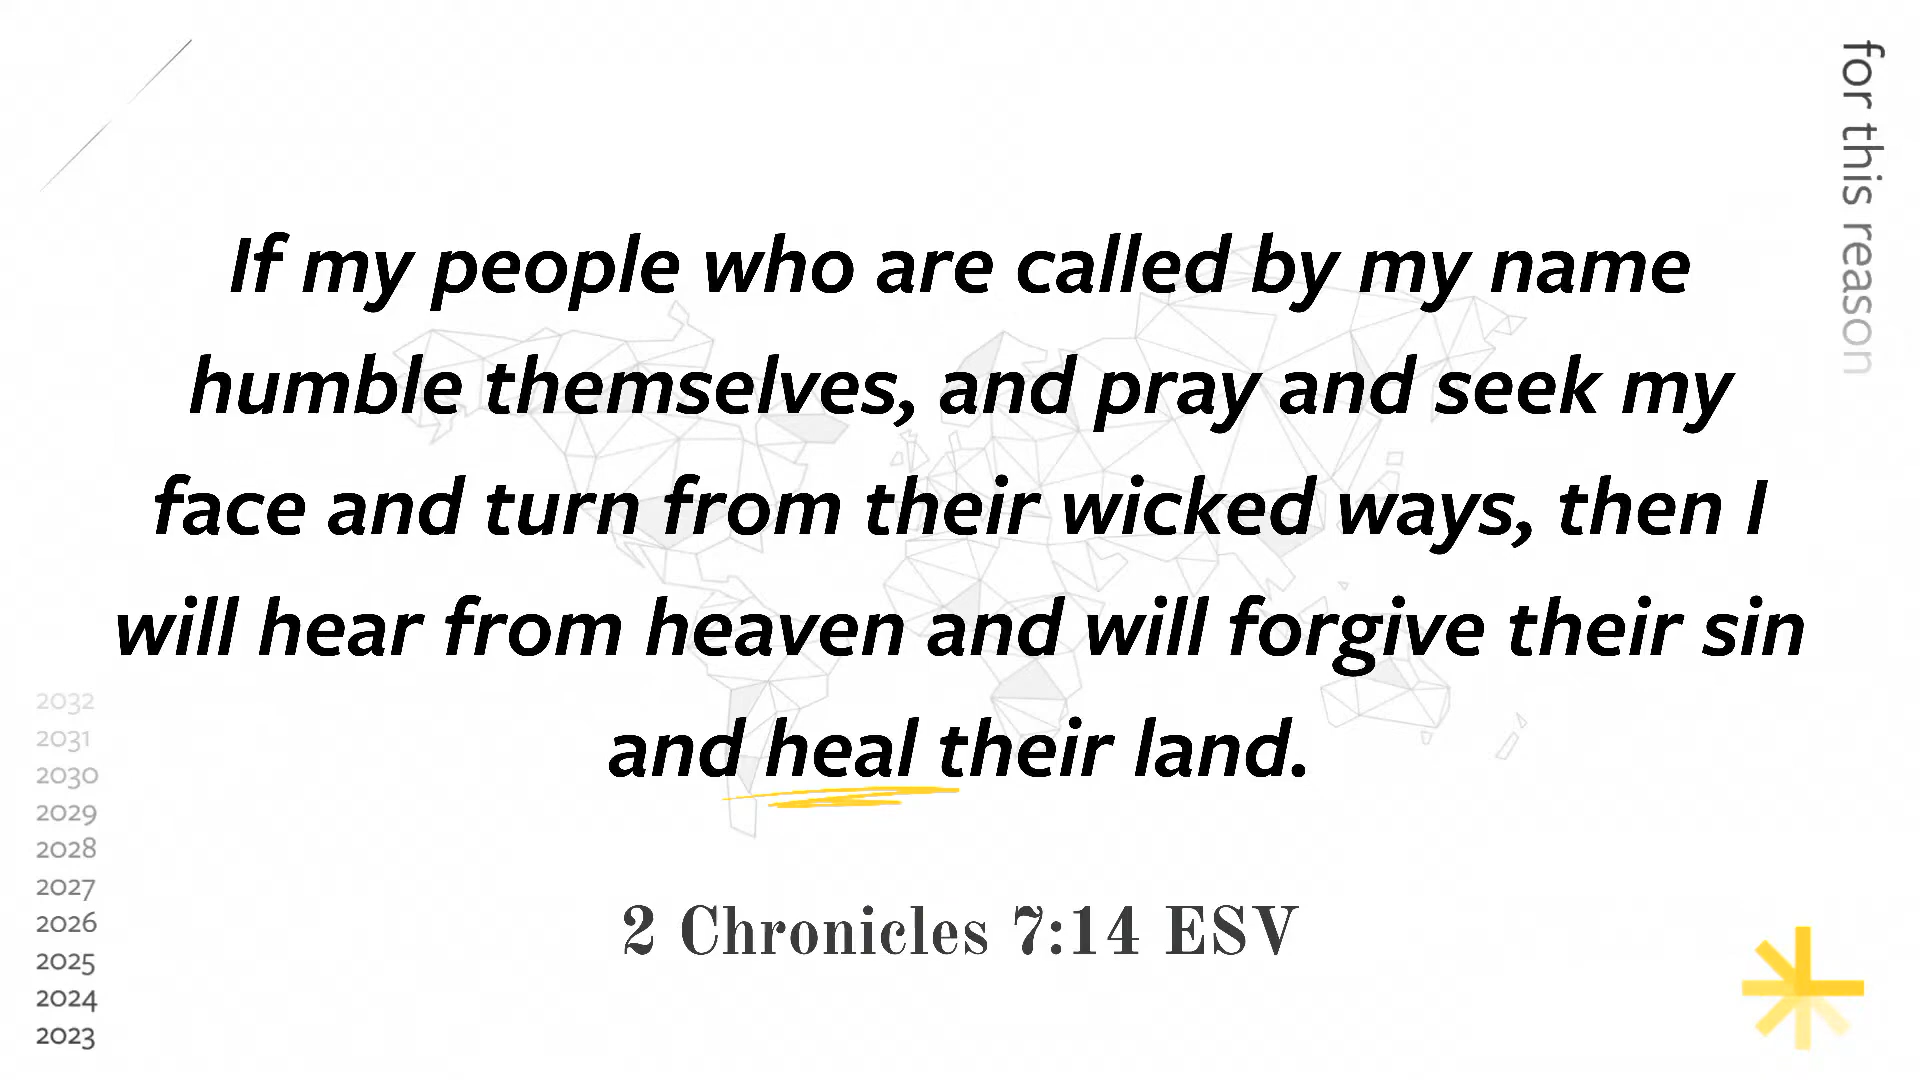 for this reason
If my people who are called by my name
humble themselves, and pray and seek my
face and turn from their wicked ways, then I
will hear from heaven and will forgive their sin
and heal their land.
2 Chronicles 7:14 ESV
2032
2031
2030
2029
2028
2027
2026
2025
2024
2023